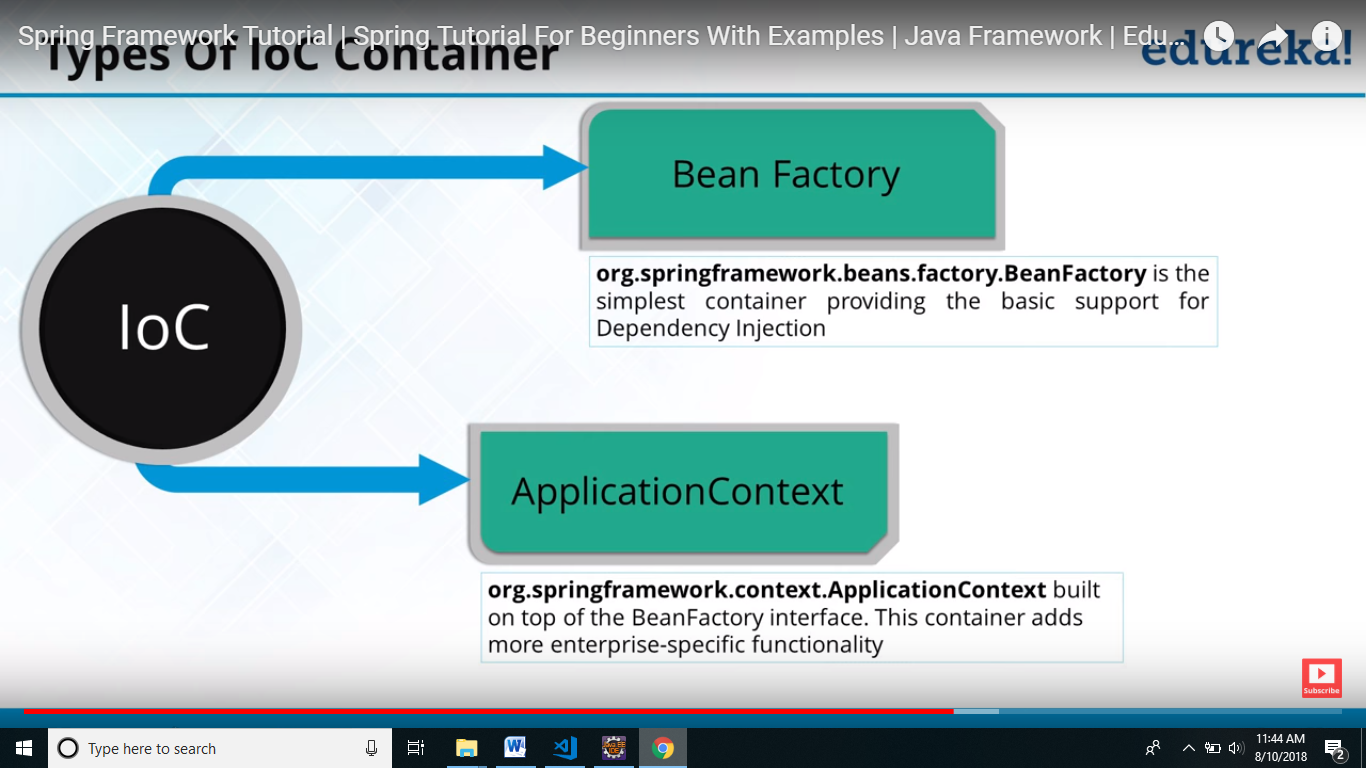 Spring Framework Tutorial | Spring Tutorial For Beginners With Examples | Java Framework | Edu...
Types Of IoC Container
edureka!
Bean Factory
org.springframework.beans.factory.BeanFactory is the
simplest container providing the basic support for
Dependency Injection
IoC
ApplicationContext
org.springframework.context.ApplicationContext built
on top of the BeanFactory interface. This container adds
more enterprise-specific functionality
Subscribe
Type here to search
11:44 AM
8/10/2018
2